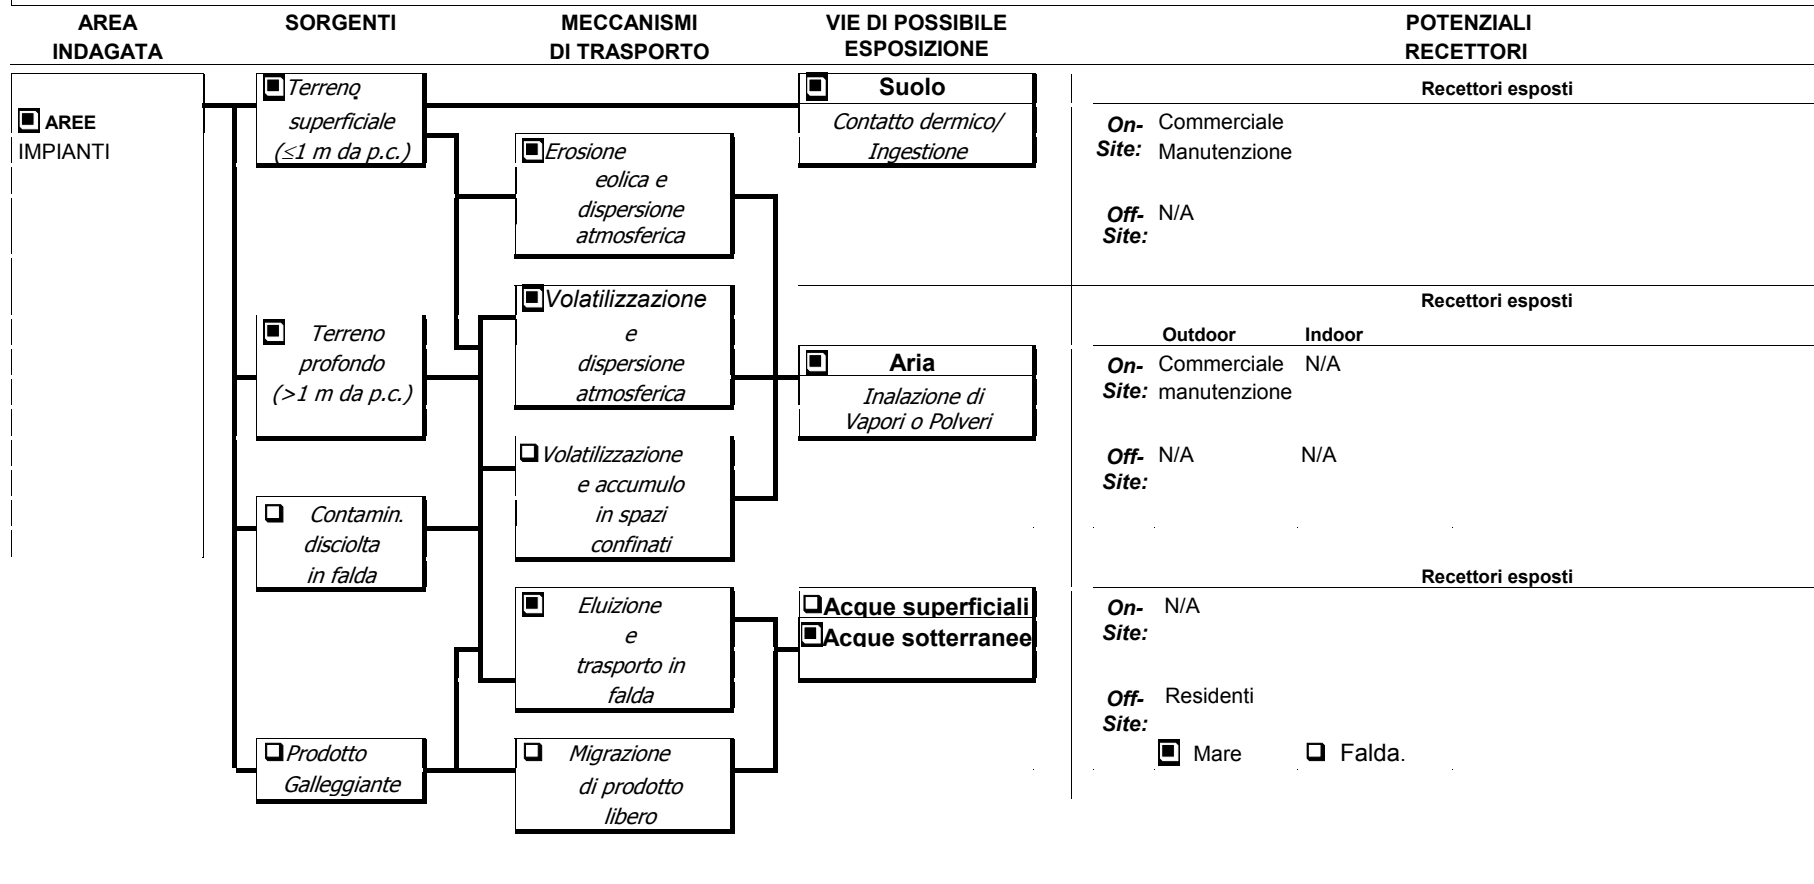 AREA
INDAGATA
SORGENTI
MECCANISMI
DI TRASPORTO
VIE DI POSSIBILE
ESPOSIZIONE
POTENZIALI
RECETTORI
AREE
IMPIANTI
Terreno
superficiale
(≤1 m da p.c.)
Terreno
profondo
(>1 m da p.c.)
Contamin.
disciolta
in falda
Prodotto
Galleggiante
Erosione
eolica e
dispersione
atmosferica
Volatilizzazione
e
dispersione
atmosferica
Volatilizzazione
e accumulo
in spazi
confinati
Eluizione
e
trasporto in
falda
Migrazione
di prodotto
libero
Suolo
Contatto dermico/
Ingestione
Aria
Inalazione di
Vapori o Polveri
Acque superficiali
Acque sotterranee
Recettori esposti
On- Commerciale
Site: Manutenzione
Off- N/A
Site:
Recettori esposti
Outdoor Indoor
On- Commerciale N/A
Site: manutenzione
Off- N/A N/A
Site:
Recettori esposti
On- N/A
Site:
Off- Residenti
Site:
Mare Falda.